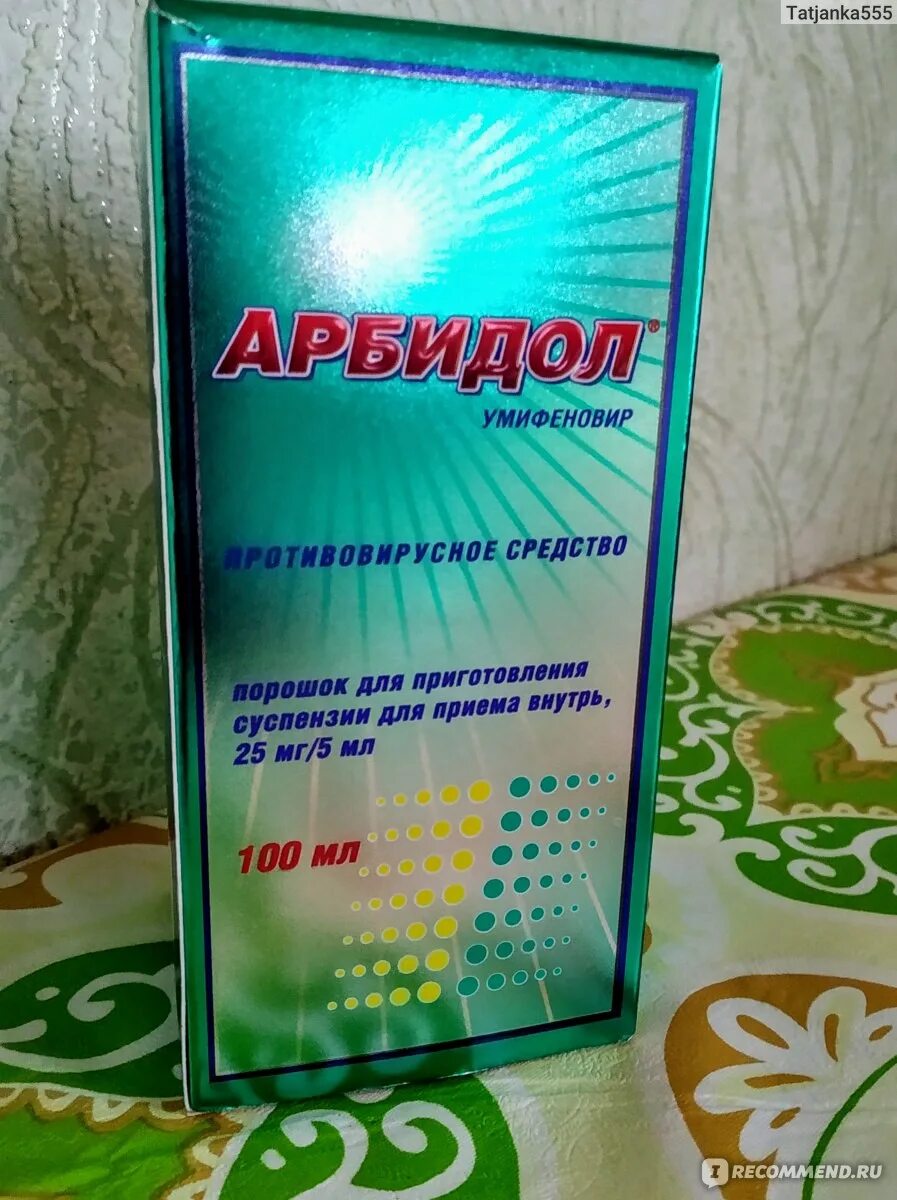 Tatjanka555
АРБИДОЛ®
УМИФЕНОВИР
ПРОТИВОВИРУСНОЕ СРЕДСТВО
порошок для приготовления
суспензии для приема внутрь,
25 мг/5 мл
100 мл
RECOMMEND.RU